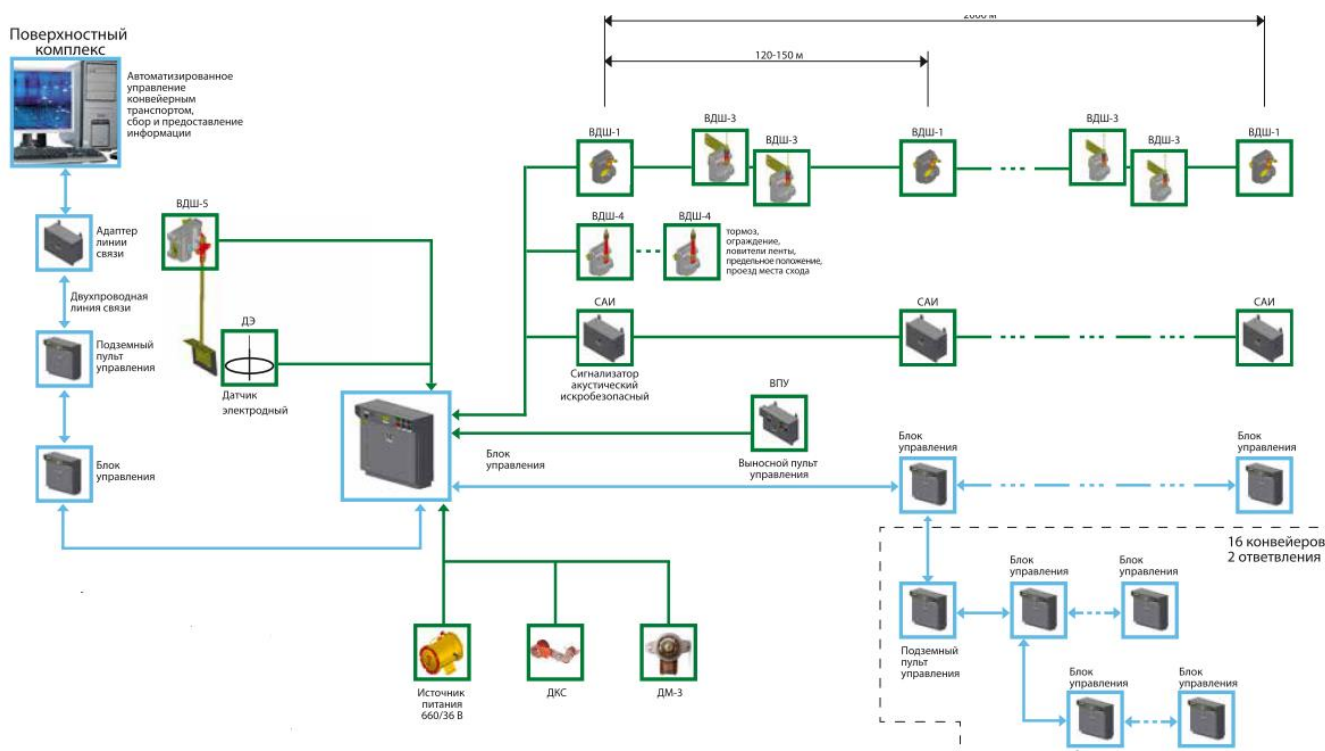 2000 м
Поверхностный
комплекс
120-150 м
Автоматизированное
управление
конвейерным
транспортом,
сбор и предоставление
информации
ВДШ-1
ВДШ-3
ВДШ-3
ВДШ-1
ВДШ-3
ВДШ-3
ВДШ-1
ВДШ-5
Адаптер
линии
связи
ВДШ-4
ВДШ-4
тормоз,
ограждение,
ловители ленты,
предельное положение,
проезд места схода
Двухпроводная
линия связи
САИ
САИ
САИ
ДЭ
Подземный
пульт
управления
Датчик
электродный
Сигнализатор
акустический
искробезопасный
ВПУ
Блок
управления
Блок
управления
Выносной пульт
управления
Блок
управления
Блок
управления
16 конвейеров
2 ответвления
Блок
управления
Блок
управления
Подземный
пульт
управления
Блок
управления
Блок
управления
Источник
питания
660/36 В
ДКС
ДМ-3